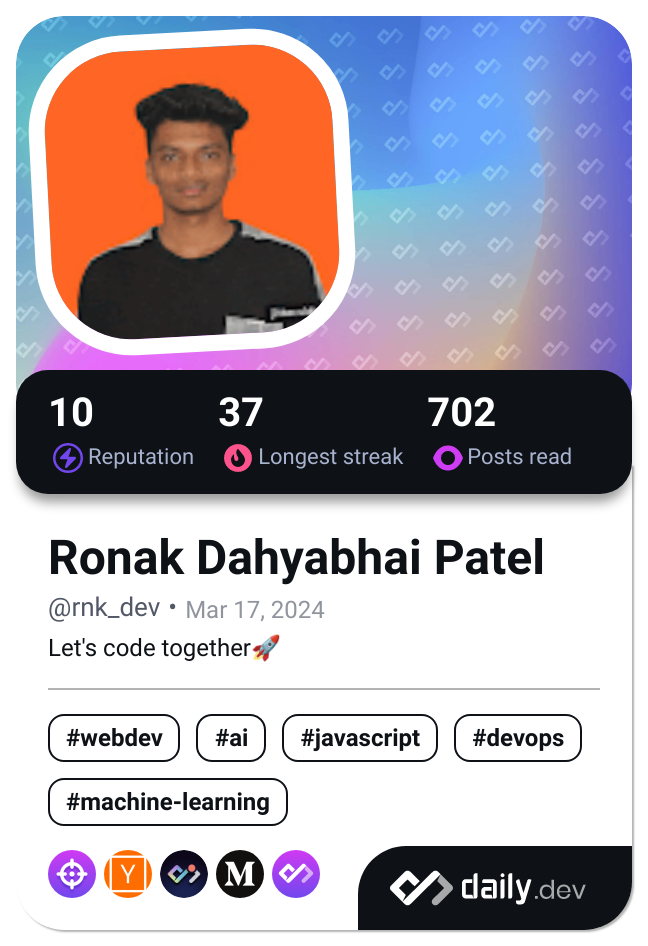 10 37 702
Reputation Longest streak Posts read
Ronak Dahyabhai Patel
@rnk_dev • Mar 17, 2024
Let's code together🚀
#webdev #ai #javascript #devops
#machine-learning
Y M daily.dev